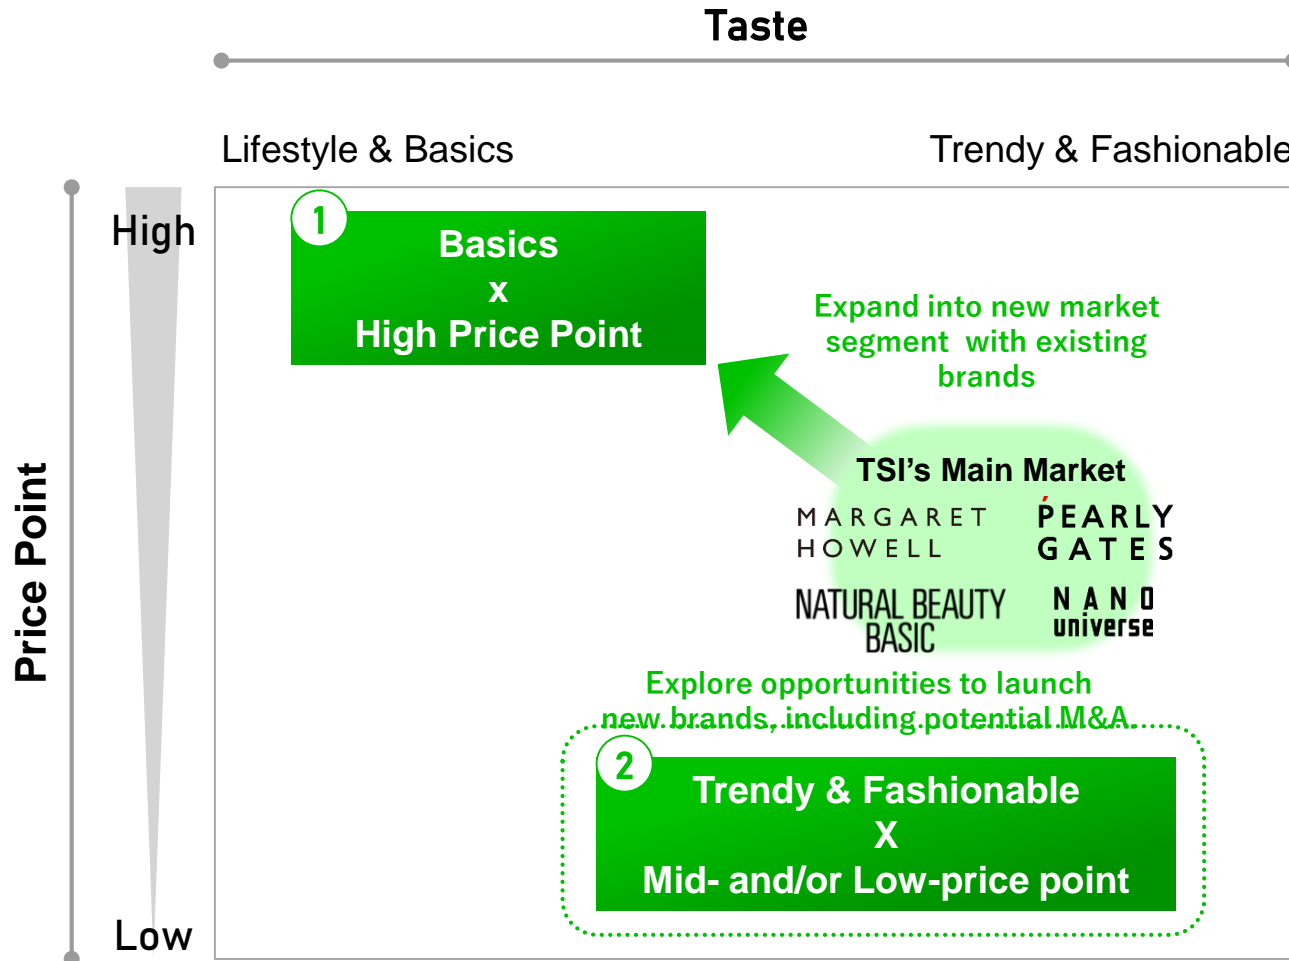 Taste
Lifestyle & Basics
Trendy & Fashionable
High
1
Basics
x
High Price Point
Expand into new market
segment with existing
brands
Price Point
TSI's Main Market
MARGARET
HOWELL
PEARLY
GATES
NATURAL BEAUTY
BASIC
NANO
universe
Explore opportunities to launch
new brands, including potential M&A.
2
Trendy & Fashionable
X
Mid- and/or Low-price point
Low